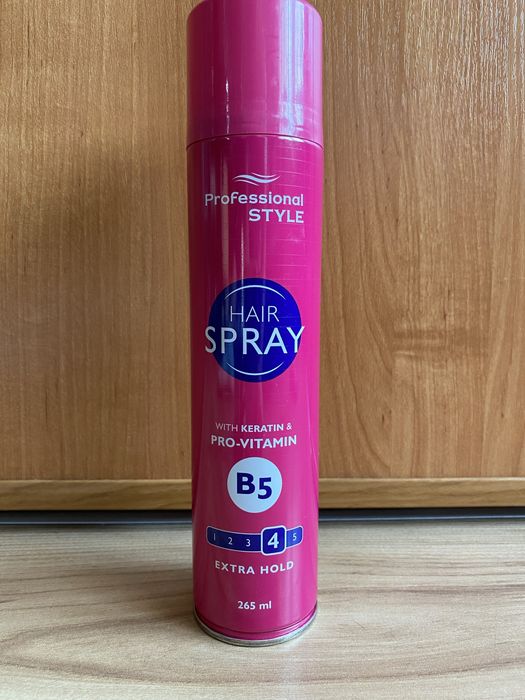 Professional
STYLE
HAIR
SPRAY
WITH KERATIN &
PRO-VITAMIN
B5
1 2 3 4 5
EXTRA HOLD
265 ml